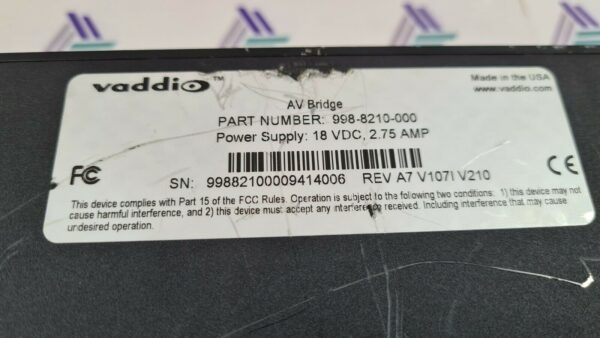 vaddio™
Made in the USA
www.vaddio.com
AV Bridge
PART NUMBER: 998-8210-000
Power Supply: 18 VDC, 2.75 AMP
FC
CE
SN: 99882100009414006 REV A7 V107I V210
This device complies with Part 15 of the FCC Rules. Operation is subject to the following two conditions: 1) this device may not
cause harmful interference, and 2) this device must accept any interference received. Including interference that may cause
undesired operation.